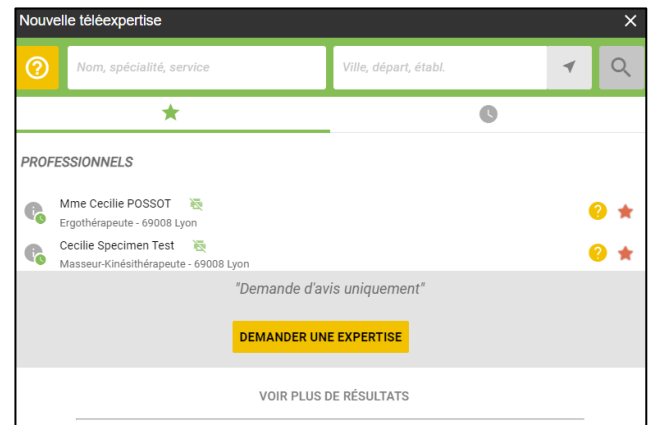 Nouvelle téléexpertise
Nom, spécialité, service
Ville, départ, établ.
PROFESSIONNELS
Mme Cecilie POSSOT
Ergothérapeute - 69008 Lyon
Cecilie Specimen Test
Masseur-Kinésithérapeute - 69008 Lyon
"Demande d'avis uniquement"
DEMANDER UNE EXPERTISE
VOIR PLUS DE RÉSULTATS